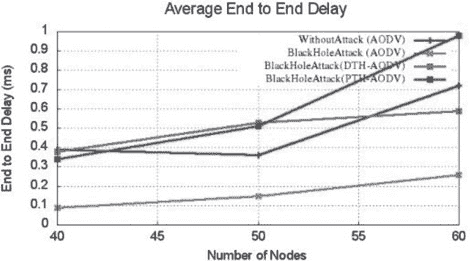 Average End to End Delay
WithoutAttack (AODV)
BlackHoleAttack (AODV)
BlackHoleAttack(DTH-AODV)
BlackHoleAttack(PTH-AODV)
End to End Delay (ms)
1
0.9
0.8
0.7
0.6
0.5
0.4
0.3
0.2
0.1
0
40 45 50 55 60
Number of Nodes